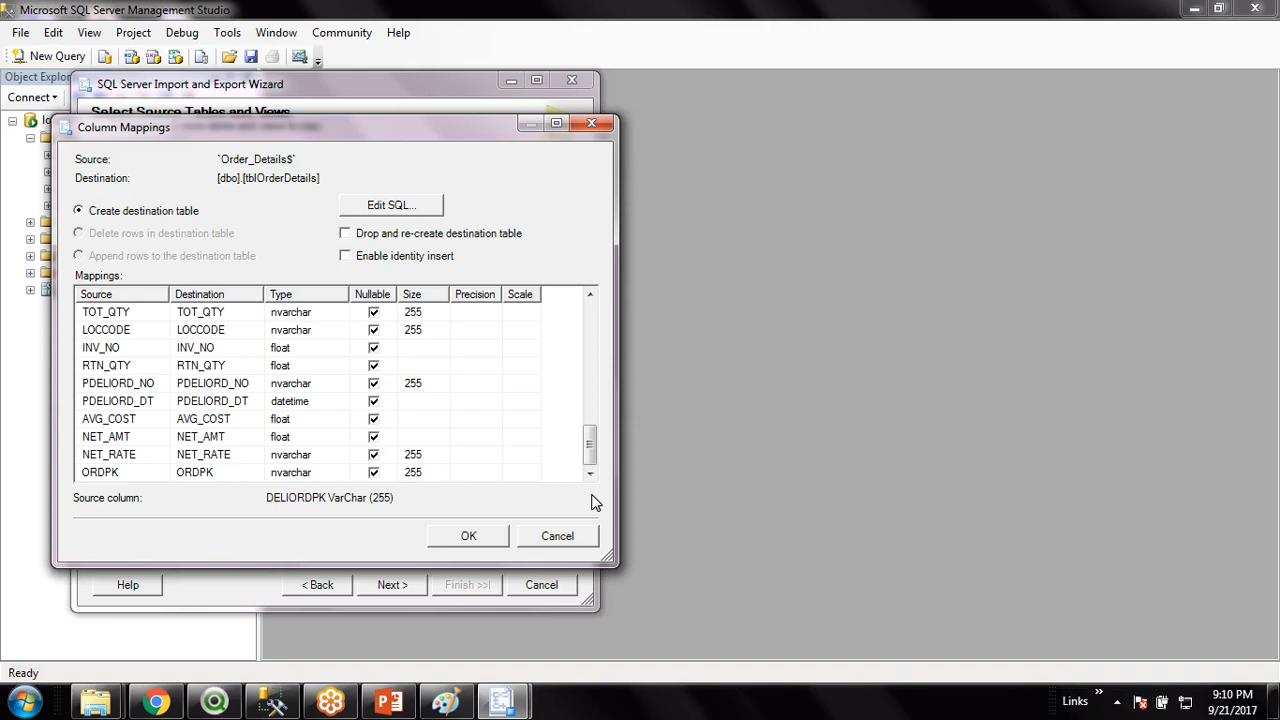 Microsoft SQL Server Management Studio
File Edit View Project Debug Tools Window Community Help
New Query
Object Explor
SQL Server Import and Export Wizard
Connect
Select Source Tables and Views
Column Mappings
Source: `Order_Details$`
Destination: [dbo].[tblOrderDetails]
Edit SQL...
Create destination table
Delete rows in destination table
Drop and re-create destination table
Append rows to the destination table
Enable identity insert
Mappings:
Source Destination Type Nullable Size Precision Scale
TOT_QTY TOT_QTY nvarchar 255
LOCCODE LOCCODE nvarchar 255
INV_NO INV_NO float
RTN_QTY RTN_QTY float
PDELIORD_NO PDELIORD_NO nvarchar 255
PDELIORD_DT PDELIORD_DT datetime
AVG_COST AVG_COST float
NET_AMT NET_AMT float
NET_RATE NET_RATE nvarchar 255
ORDPK ORDPK nvarchar 255
Source column: DELIORDPK VarChar (255)
OK Cancel
Help < Back Next > Finish >>| Cancel
Ready
Links » 9:10 PM
9/21/2017